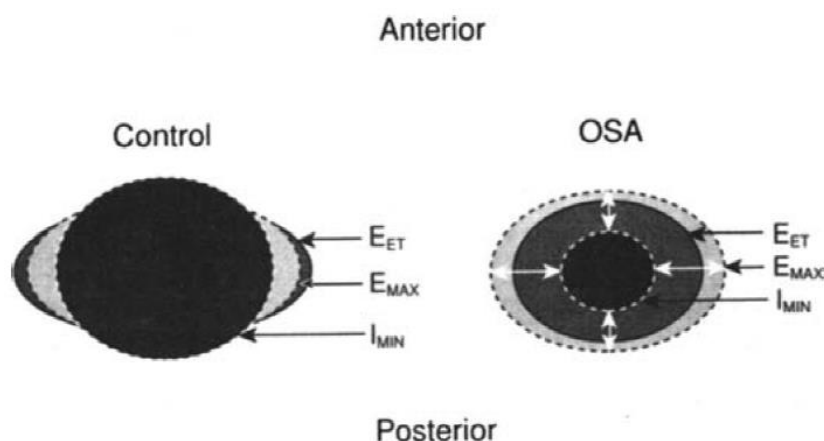 Anterior
Control
OSA
E_ET
E_MAX
I_MIN
E_ET
E_MAX
I_MIN
Posterior